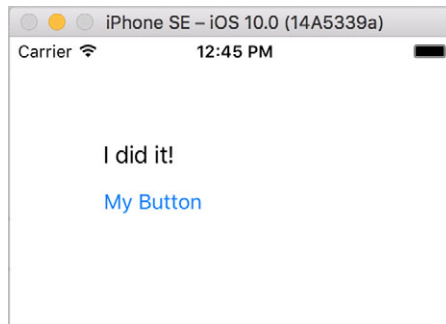 iPhone SE – iOS 10.0 (14A5339a)
Carrier 12:45 PM
I did it!
My Button